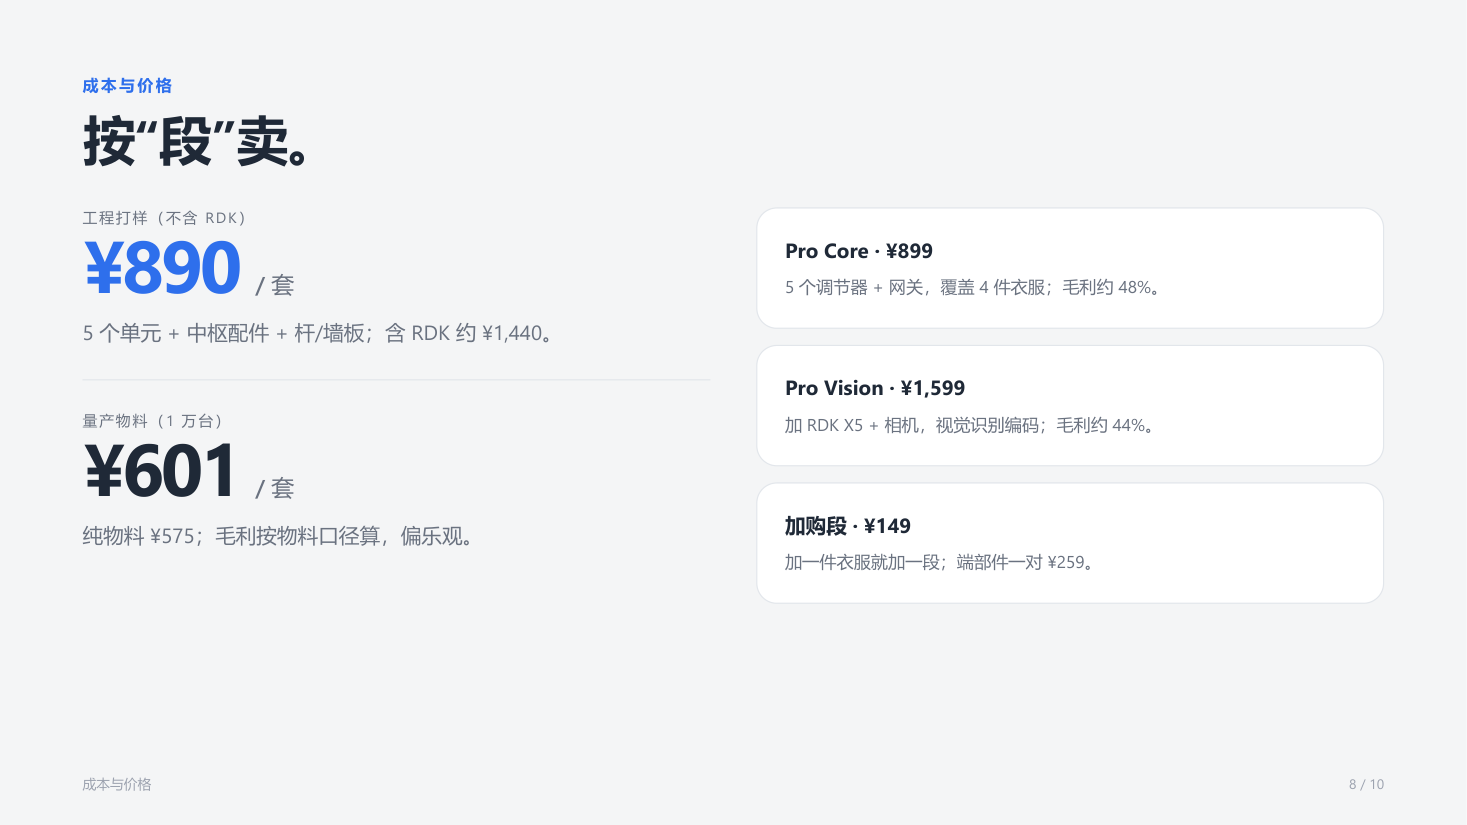 成本与价格
按“段”卖。
工程打样（不含 RDK）
¥890 / 套
5 个单元 + 中枢配件 + 杆/墙板；含 RDK 约 ¥1,440。
量产物料（1 万台）
¥601 / 套
纯物料 ¥575；毛利按物料口径算，偏乐观。
Pro Core · ¥899
5 个调节器 + 网关，覆盖 4 件衣服；毛利约 48%。
Pro Vision · ¥1,599
加 RDK X5 + 相机，视觉识别编码；毛利约 44%。
加购段 · ¥149
加一件衣服就加一段；端部件一对 ¥259。
成本与价格
8 / 10